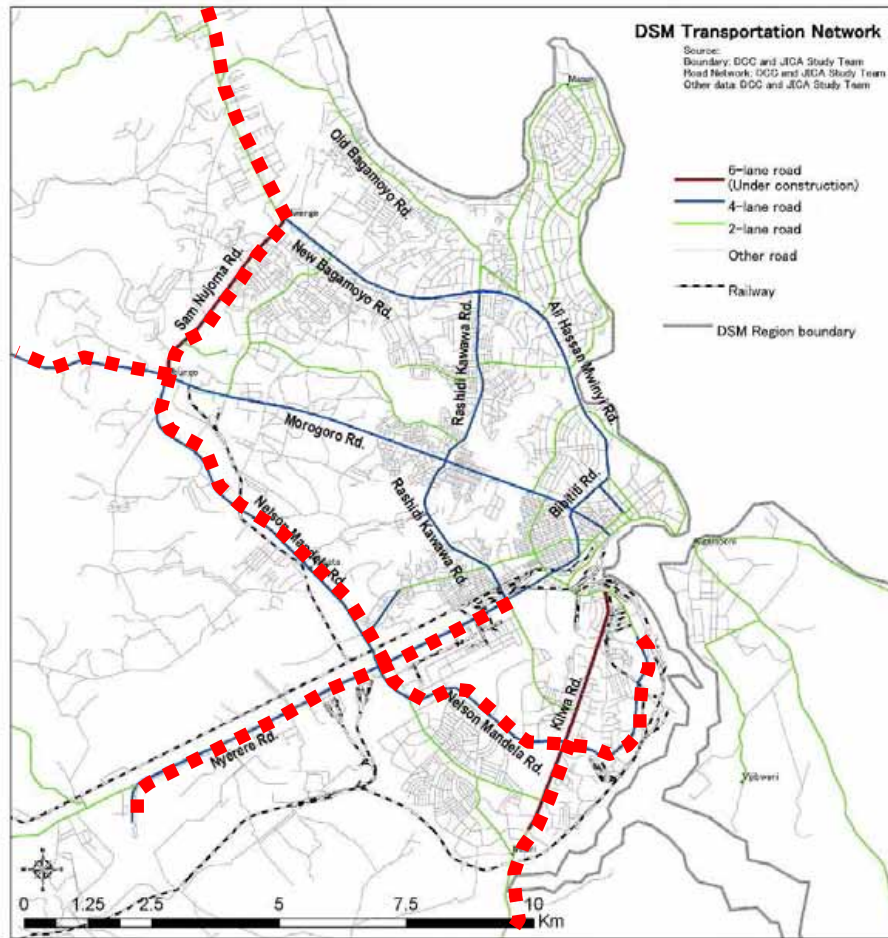 DSM Transportation Network
Source:
Boundary: DCC and JICA Study Team
Road Network: DCC and JICA Study Team
Other data: DCC and JICA Study Team
6-lane road
(Under construction)
4-lane road
2-lane road
Other road
Railway
DSM Region boundary
Old Bagamoyo Rd.
Sam Nujoma Rd.
New Bagamoyo Rd.
Ali Hassan Mwinyi Rd.
Rashidi Kawawa Rd.
Morogoro Rd.
Bibititi Rd.
Rashidi Kawawa Rd.
Nelson Mandela Rd.
Kilwa Rd.
Nelson Mandela Rd.
Nyerere Rd.
0 1.25 2.5 5 7.5 10
Km